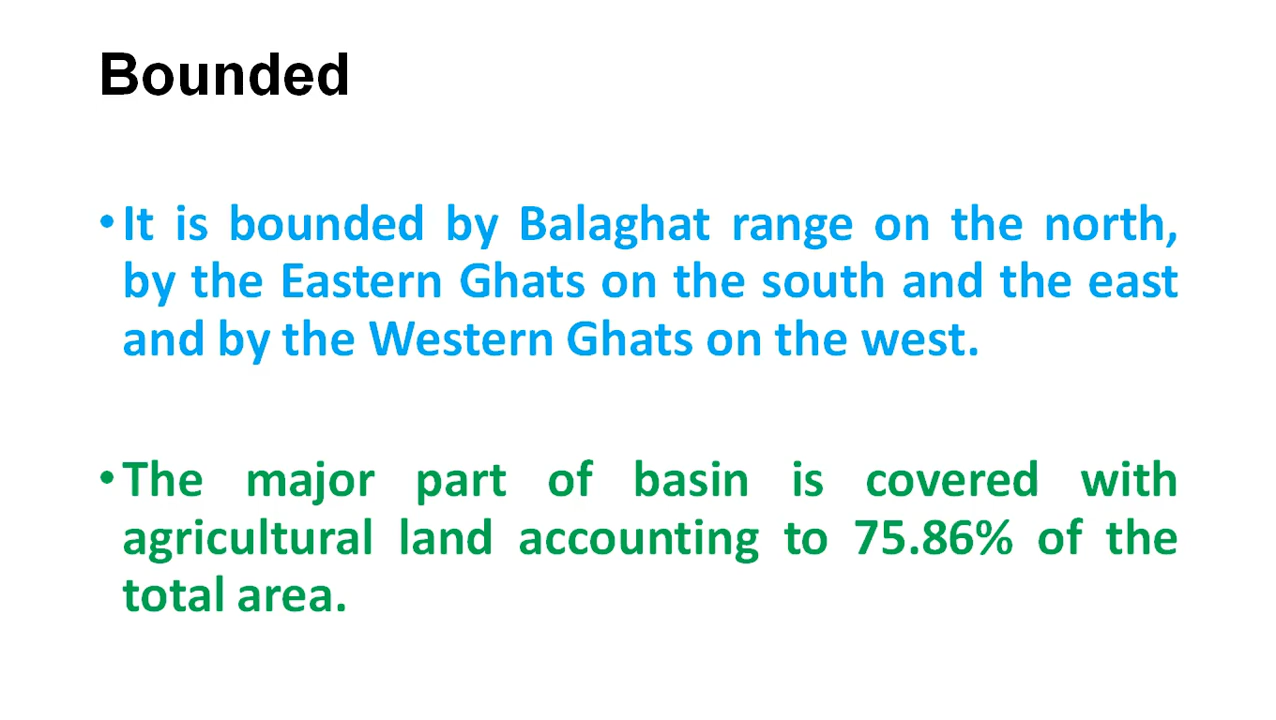 Bounded
•It is bounded by Balaghat range on the north,
by the Eastern Ghats on the south and the east
and by the Western Ghats on the west.
•The major part of basin is covered with
agricultural land accounting to 75.86% of the
total area.